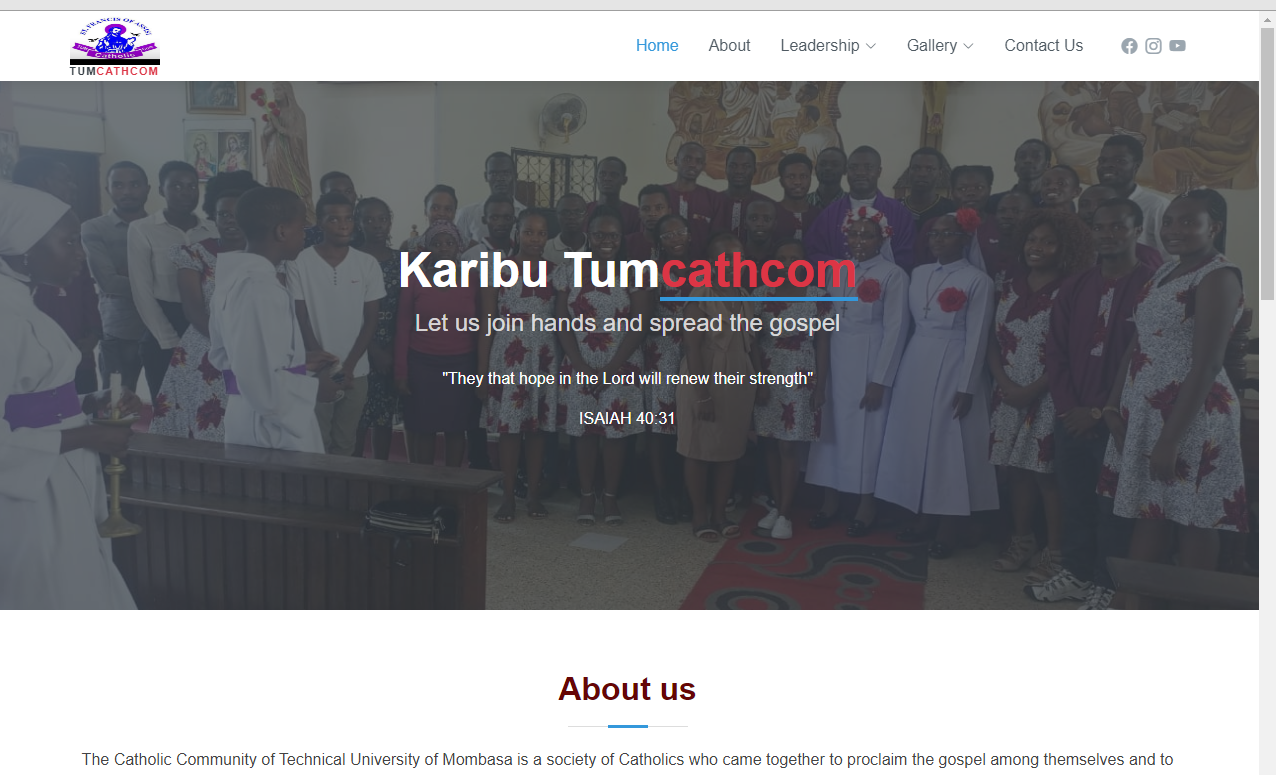 ST. FRANCIS OF ASSISI
Catholic
TUMCATHCOM
Home
About
Leadership
Gallery
Contact Us
Karibu Tumcathcom
Let us join hands and spread the gospel
"They that hope in the Lord will renew their strength"
ISAIAH 40:31
About us
The Catholic Community of Technical University of Mombasa is a society of Catholics who came together to proclaim the gospel among themselves and to